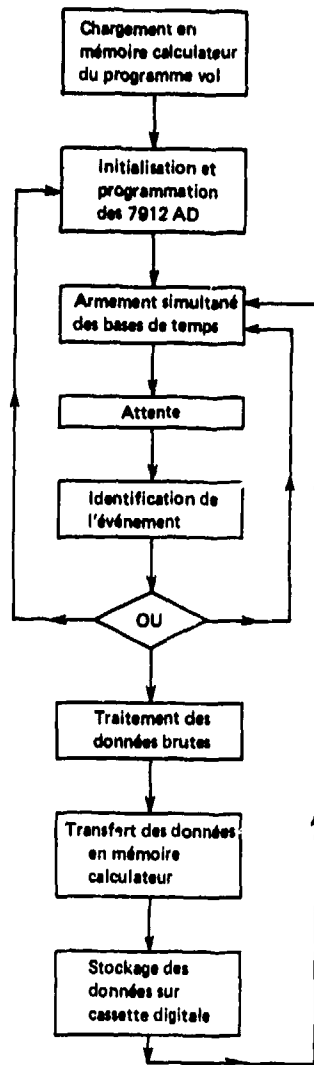 Chargement en
mémoire calculateur
du programme vol
Initialisation et
programmation
des 7912 AD
Armement simultané
des bases de temps
Attente
Identification de
l'événement
OU
Traitement des
données brutes
Transfert des données
en mémoire
calculateur
Stockage des
données sur
cassette digitale